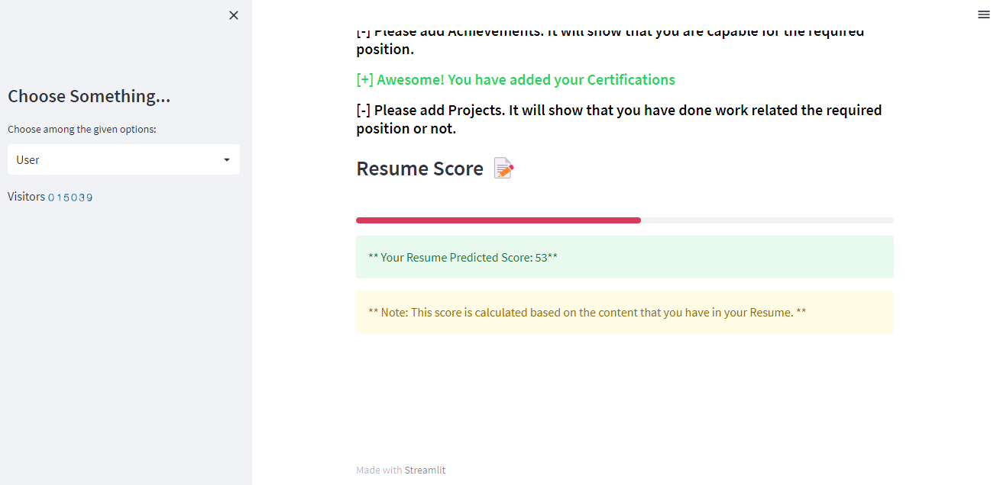 Choose Something...
Choose among the given options:
User
Visitors 015039
[-] Please add Achievements. It will show that you are capable for the required
position.
[+] Awesome! You have added your Certifications
[-] Please add Projects. It will show that you have done work related the required
position or not.
Resume Score
** Your Resume Predicted Score: 53**
** Note: This score is calculated based on the content that you have in your Resume. **
Made with Streamlit